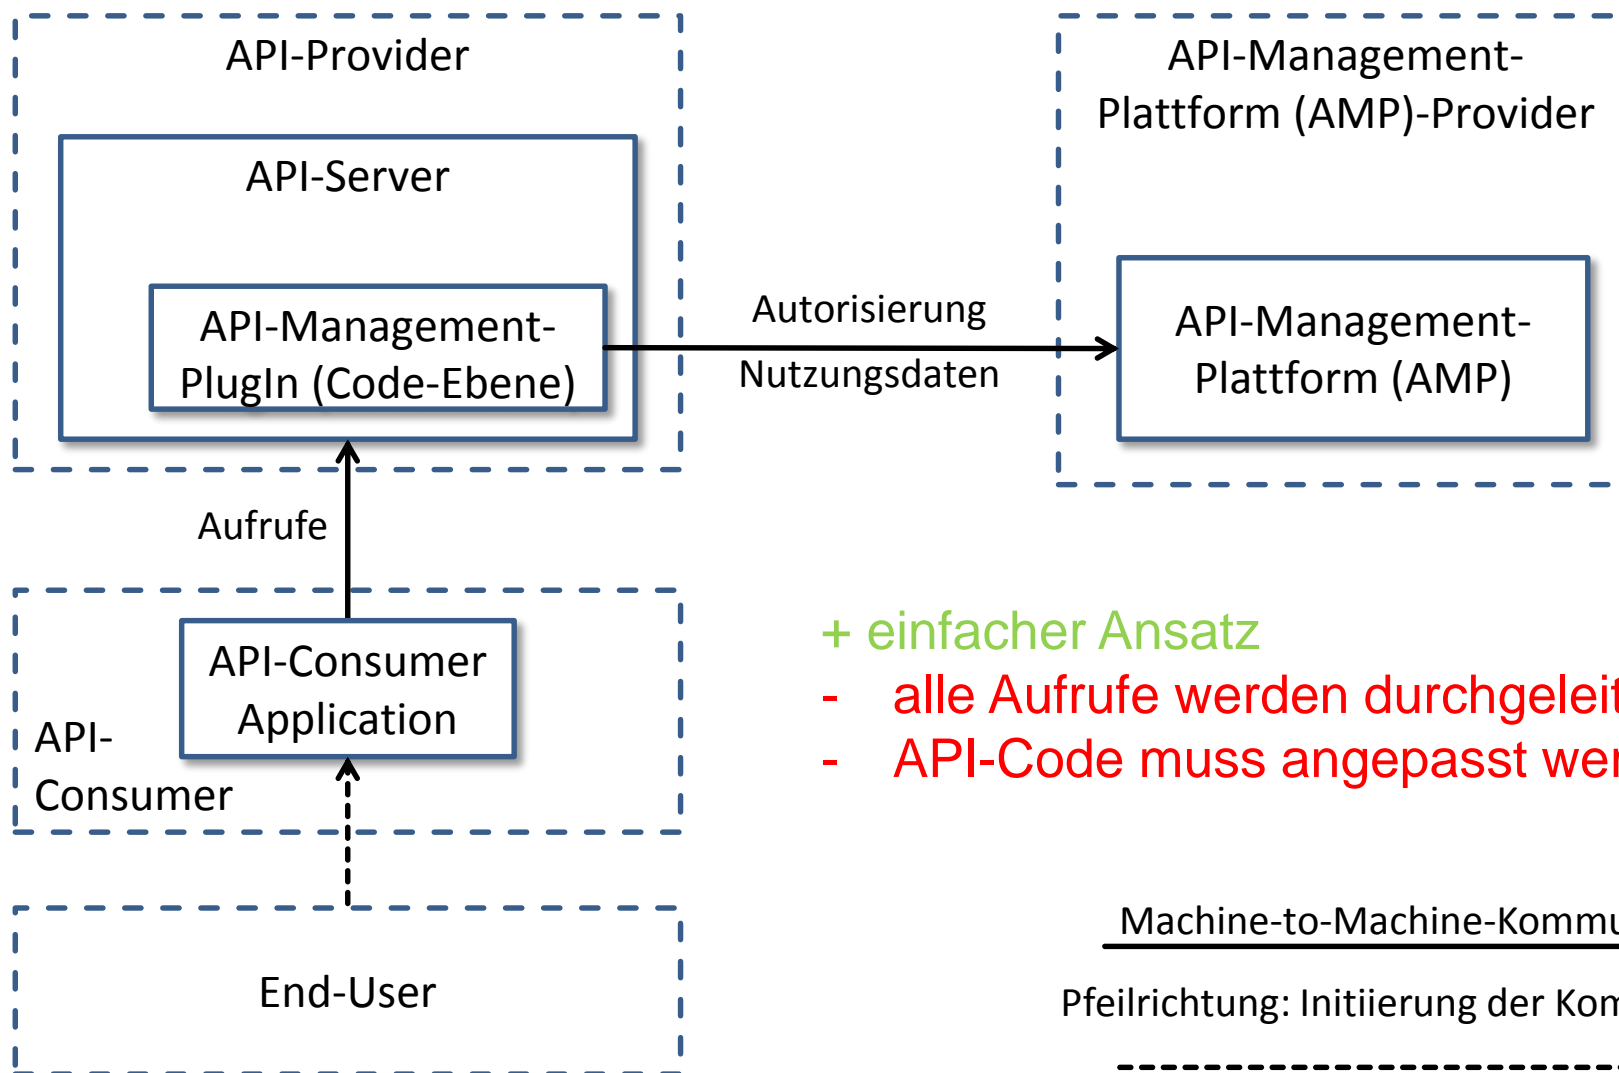 API-Provider
API-Server
API-Management-
PlugIn (Code-Ebene)
Autorisierung
Nutzungsdaten
API-Management-
Plattform (AMP)-Provider
API-Management-
Plattform (AMP)
Aufrufe
API-Consumer
Application
API-
Consumer
End-User
+ einfacher Ansatz
- alle Aufrufe werden
- API-Code muss angepasst
Machine-to-Machine-
Pfeilrichtung: Initiierung der